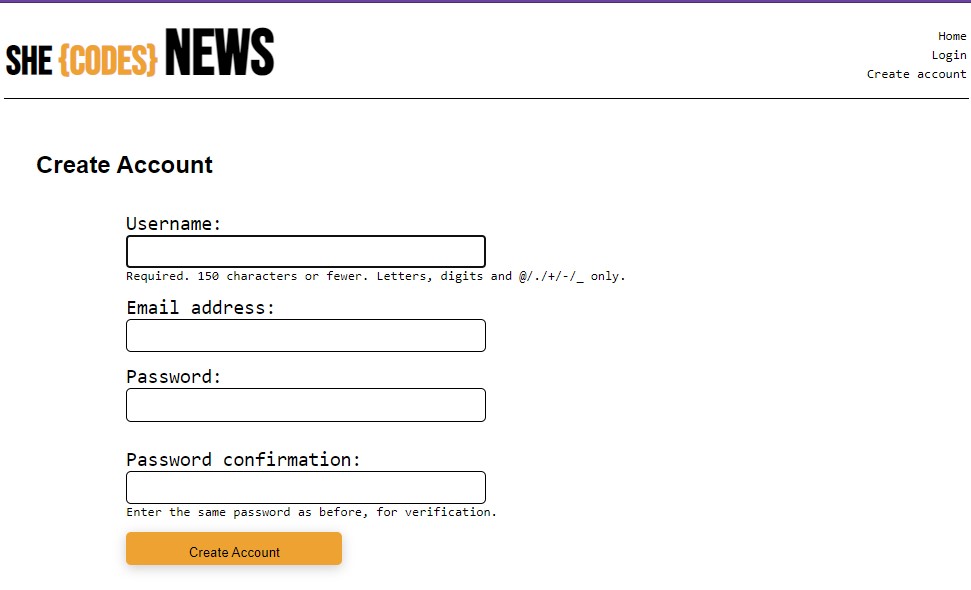 SHE {CODES} NEWS
Home
Login
Create account
Create Account
Username:
Required. 150 characters or fewer. Letters, digits and @/./+/-/_ only.
Email address:
Password:
Password confirmation:
Enter the same password as before, for verification.
Create Account